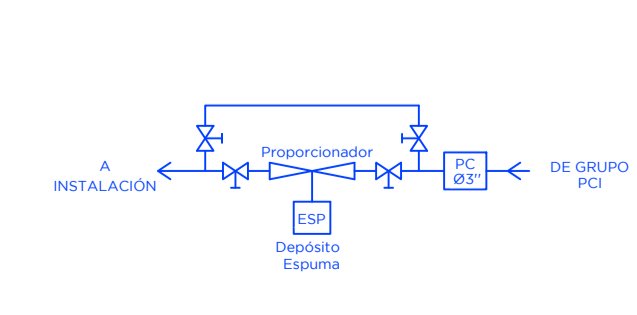 Proporcionador
A
INSTALACIÓN
PC
Ø3"
DE GRUPO
PCI
ESP
Depósito
Espuma